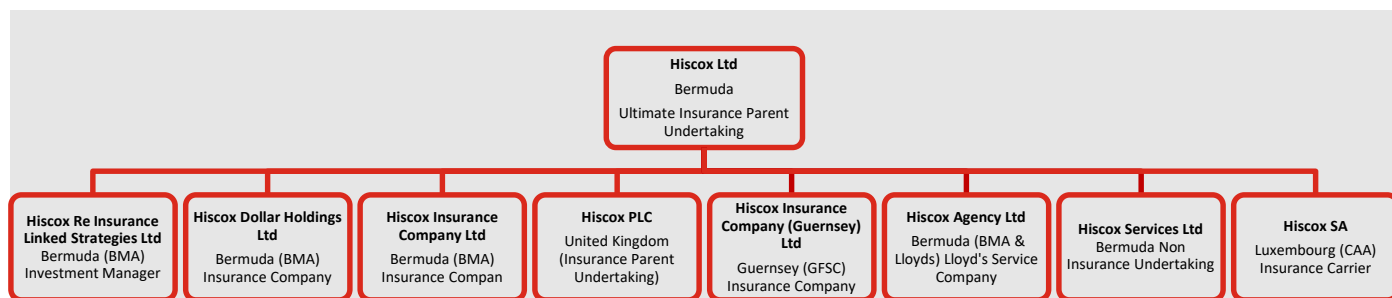 Hiscox Ltd
Bermuda
Ultimate Insurance Parent
Undertaking
Hiscox Re Insurance
Linked Strategies Ltd
Bermuda (BMA)
Investment Manager
Hiscox Dollar Holdings
Ltd
Bermuda (BMA)
Insurance Company
Hiscox Insurance
Company Ltd
Bermuda (BMA)
Insurance Compan
Hiscox PLC
United Kingdom
(Insurance Parent
Undertaking)
Hiscox Insurance
Company (Guernsey)
Ltd
Guernsey (GFSC)
Insurance Company
Hiscox Agency Ltd
Bermuda (BMA &
Lloyds) Lloyd's Service
Company
Hiscox Services Ltd
Bermuda Non
Insurance Undertaking
Hiscox SA
Luxembourg (CAA)
Insurance Carrier